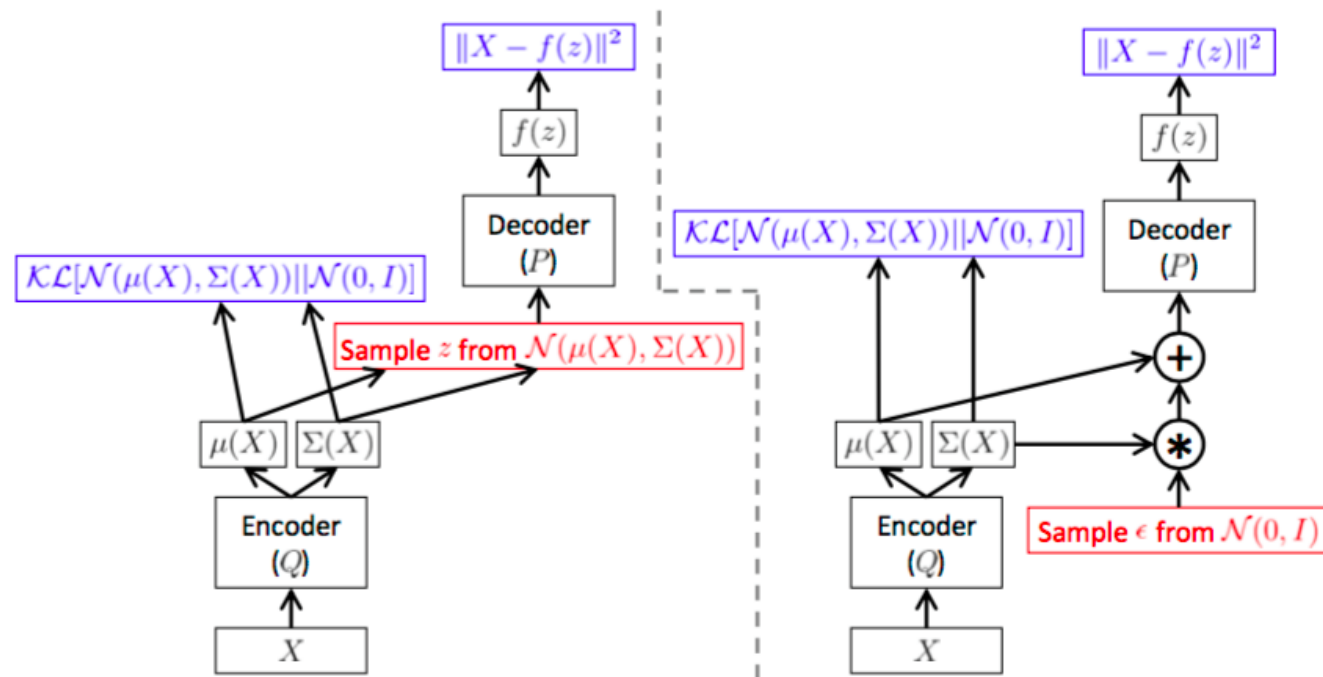 ‖X − f(z)‖²
f(z)
Decoder
(P)
𝒦ℒ[𝒩(μ(X), Σ(X))||𝒩(0, I)]
Sample z from 𝒩(μ(X), Σ(X))
μ(X) Σ(X)
Encoder
(Q)
X
‖X − f(z)‖²
f(z)
Decoder
(P)
𝒦ℒ[𝒩(μ(X), Σ(X))||𝒩(0, I)]
+
μ(X) Σ(X) *
Sample ϵ from 𝒩(0, I)
Encoder
(Q)
X